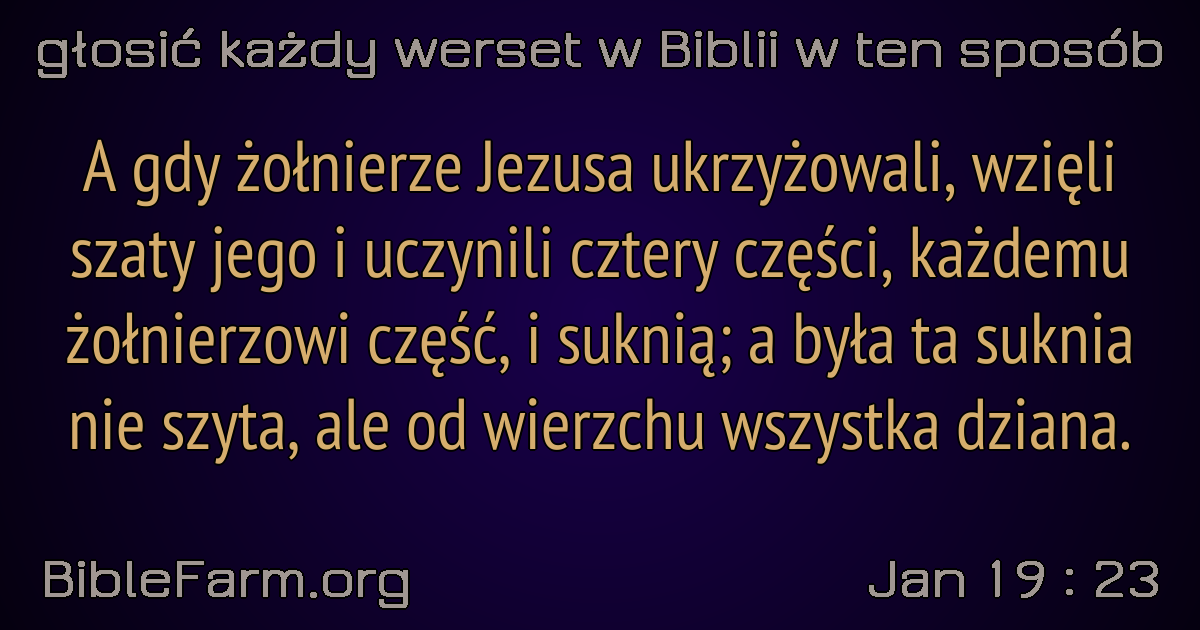 głosić każdy werset w Biblii w ten sposób
A gdy żołnierze Jezusa ukrzyżowali, wzięli
szaty jego i uczynili cztery części, każdemu
żołnierzowi część, i suknią; a była ta suknia
nie szyta, ale od wierzchu wszystka dziana.
BibleFarm.org
Jan 19 : 23